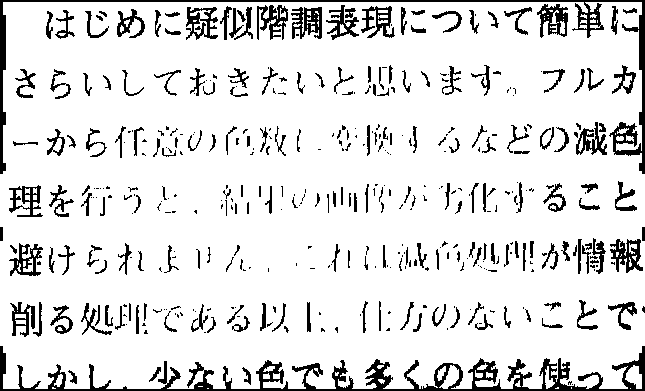 はじめに疑似階調表現について簡単に
さらいしておきたいと思います。フルカ
ーから任意の色数に変換するなどの減色
理を行うと、結果の画像が劣化すること
避けられません。これは減色処理が情報
削る処理である以上、仕方のないことで
しかし、少ない色でも多くの色を使って